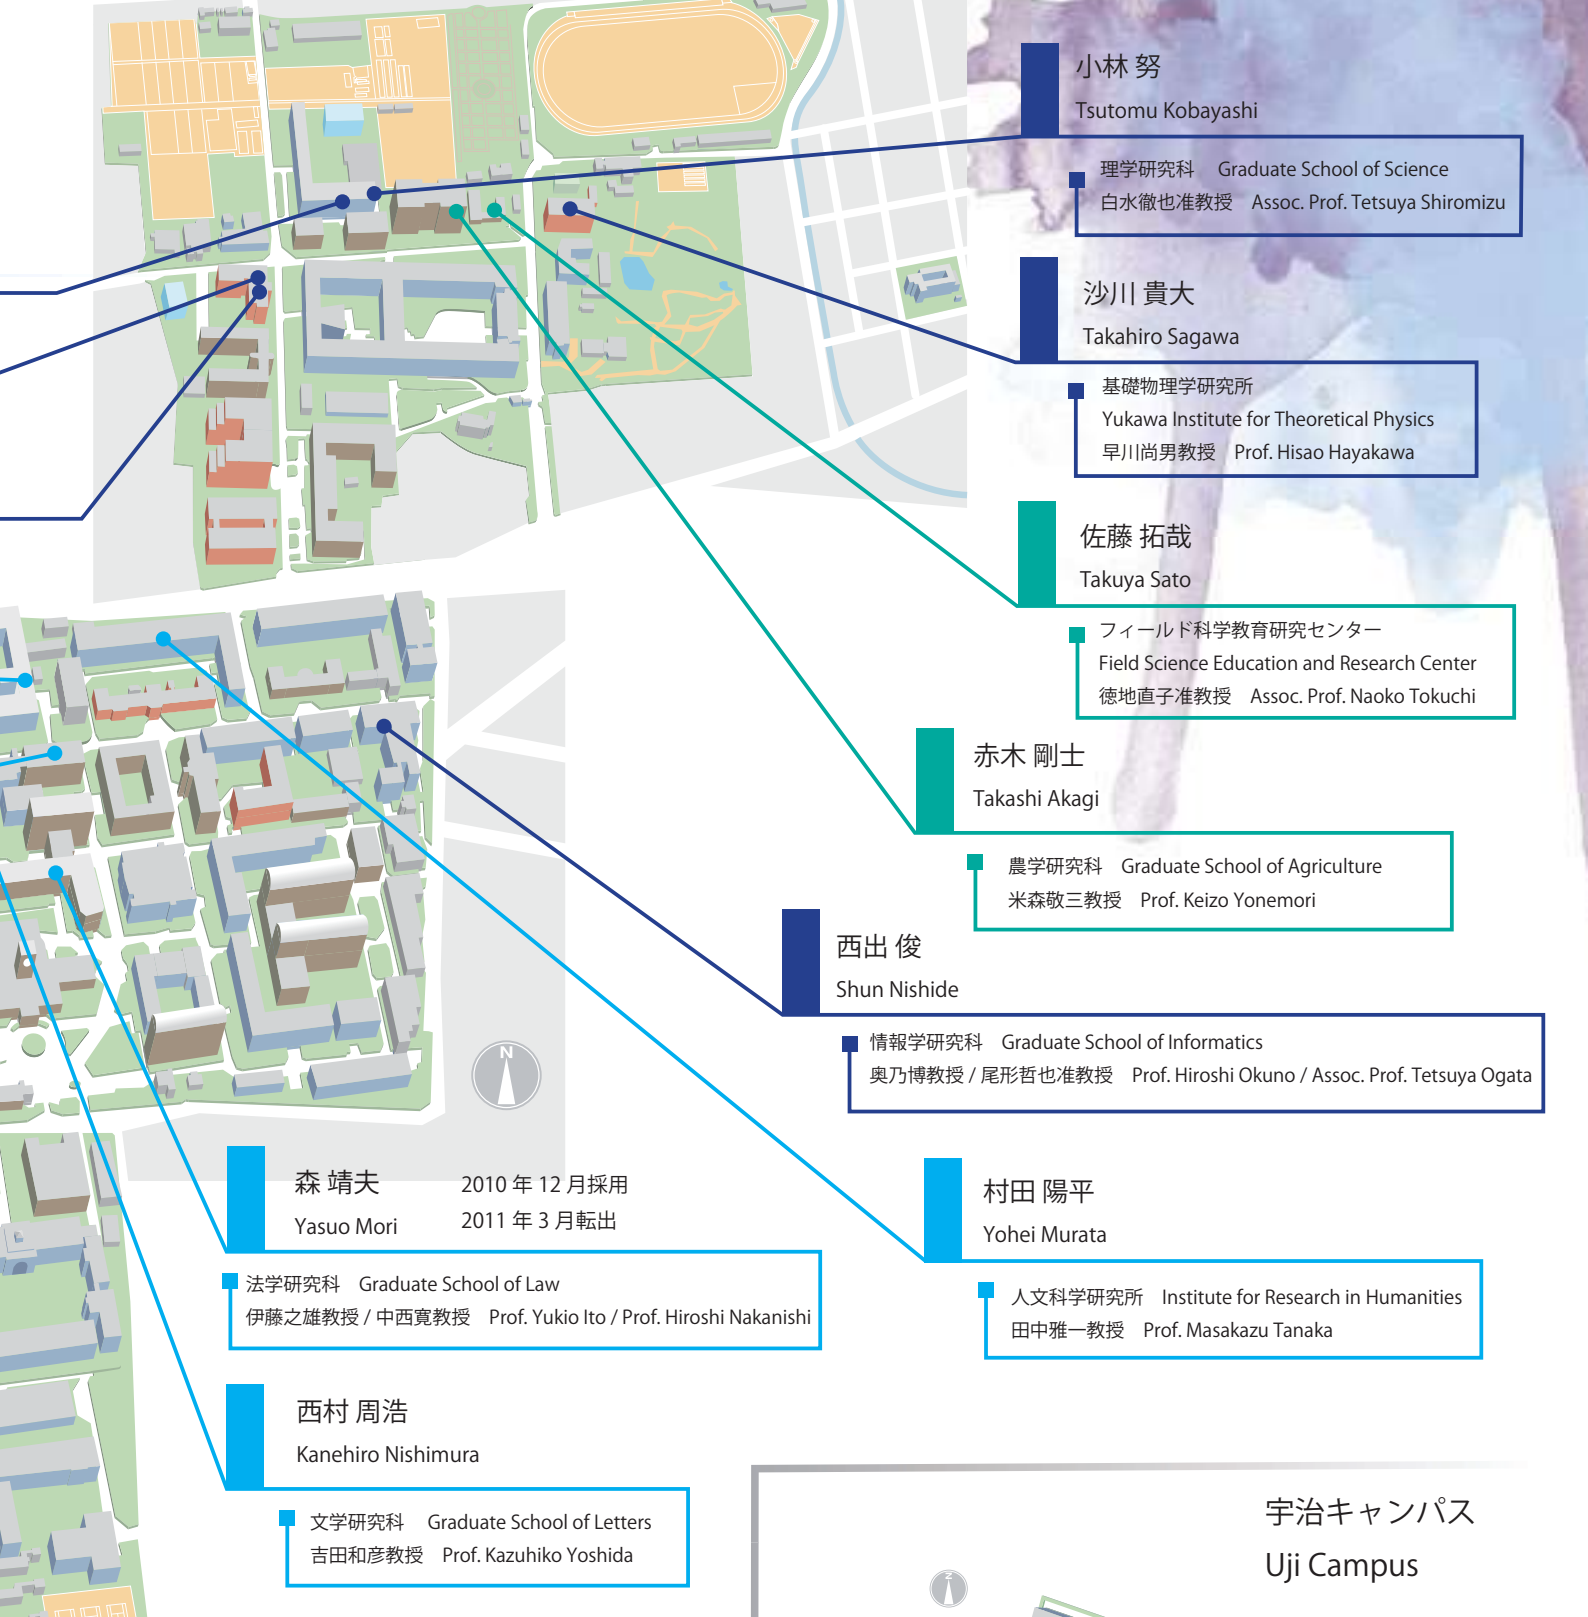 小林 努
Tsutomu Kobayashi
理学研究科　Graduate School of Science
白水徹也准教授　Assoc. Prof. Tetsuya Shiromizu
沙川 貴大
Takahiro Sagawa
基礎物理学研究所
Yukawa Institute for Theoretical Physics
早川尚男教授　Prof. Hisao Hayakawa
佐藤 拓哉
Takuya Sato
フィールド科学教育研究センター
Field Science Education and Research Center
徳地直子准教授　Assoc. Prof. Naoko Tokuchi
赤木 剛士
Takashi Akagi
農学研究科　Graduate School of Agriculture
米森敬三教授　Prof. Keizo Yonemori
西出 俊
Shun Nishide
情報学研究科　Graduate School of Informatics
奥乃博教授 / 尾形哲也准教授　Prof. Hiroshi Okuno / Assoc. Prof. Tetsuya Ogata
N
森 靖夫　2010 年 12 月採用
Yasuo Mori　2011 年 3 月転出
法学研究科　Graduate School of Law
伊藤之雄教授 / 中西寛教授　Prof. Yukio Ito / Prof. Hiroshi Nakanishi
村田 陽平
Yohei Murata
人文科学研究所　Institute for Research in Humanities
田中雅一教授　Prof. Masakazu Tanaka
西村 周浩
Kanehiro Nishimura
文学研究科　Graduate School of Letters
吉田和彦教授　Prof. Kazuhiko Yoshida
宇治キャンパス
Uji Campus
N